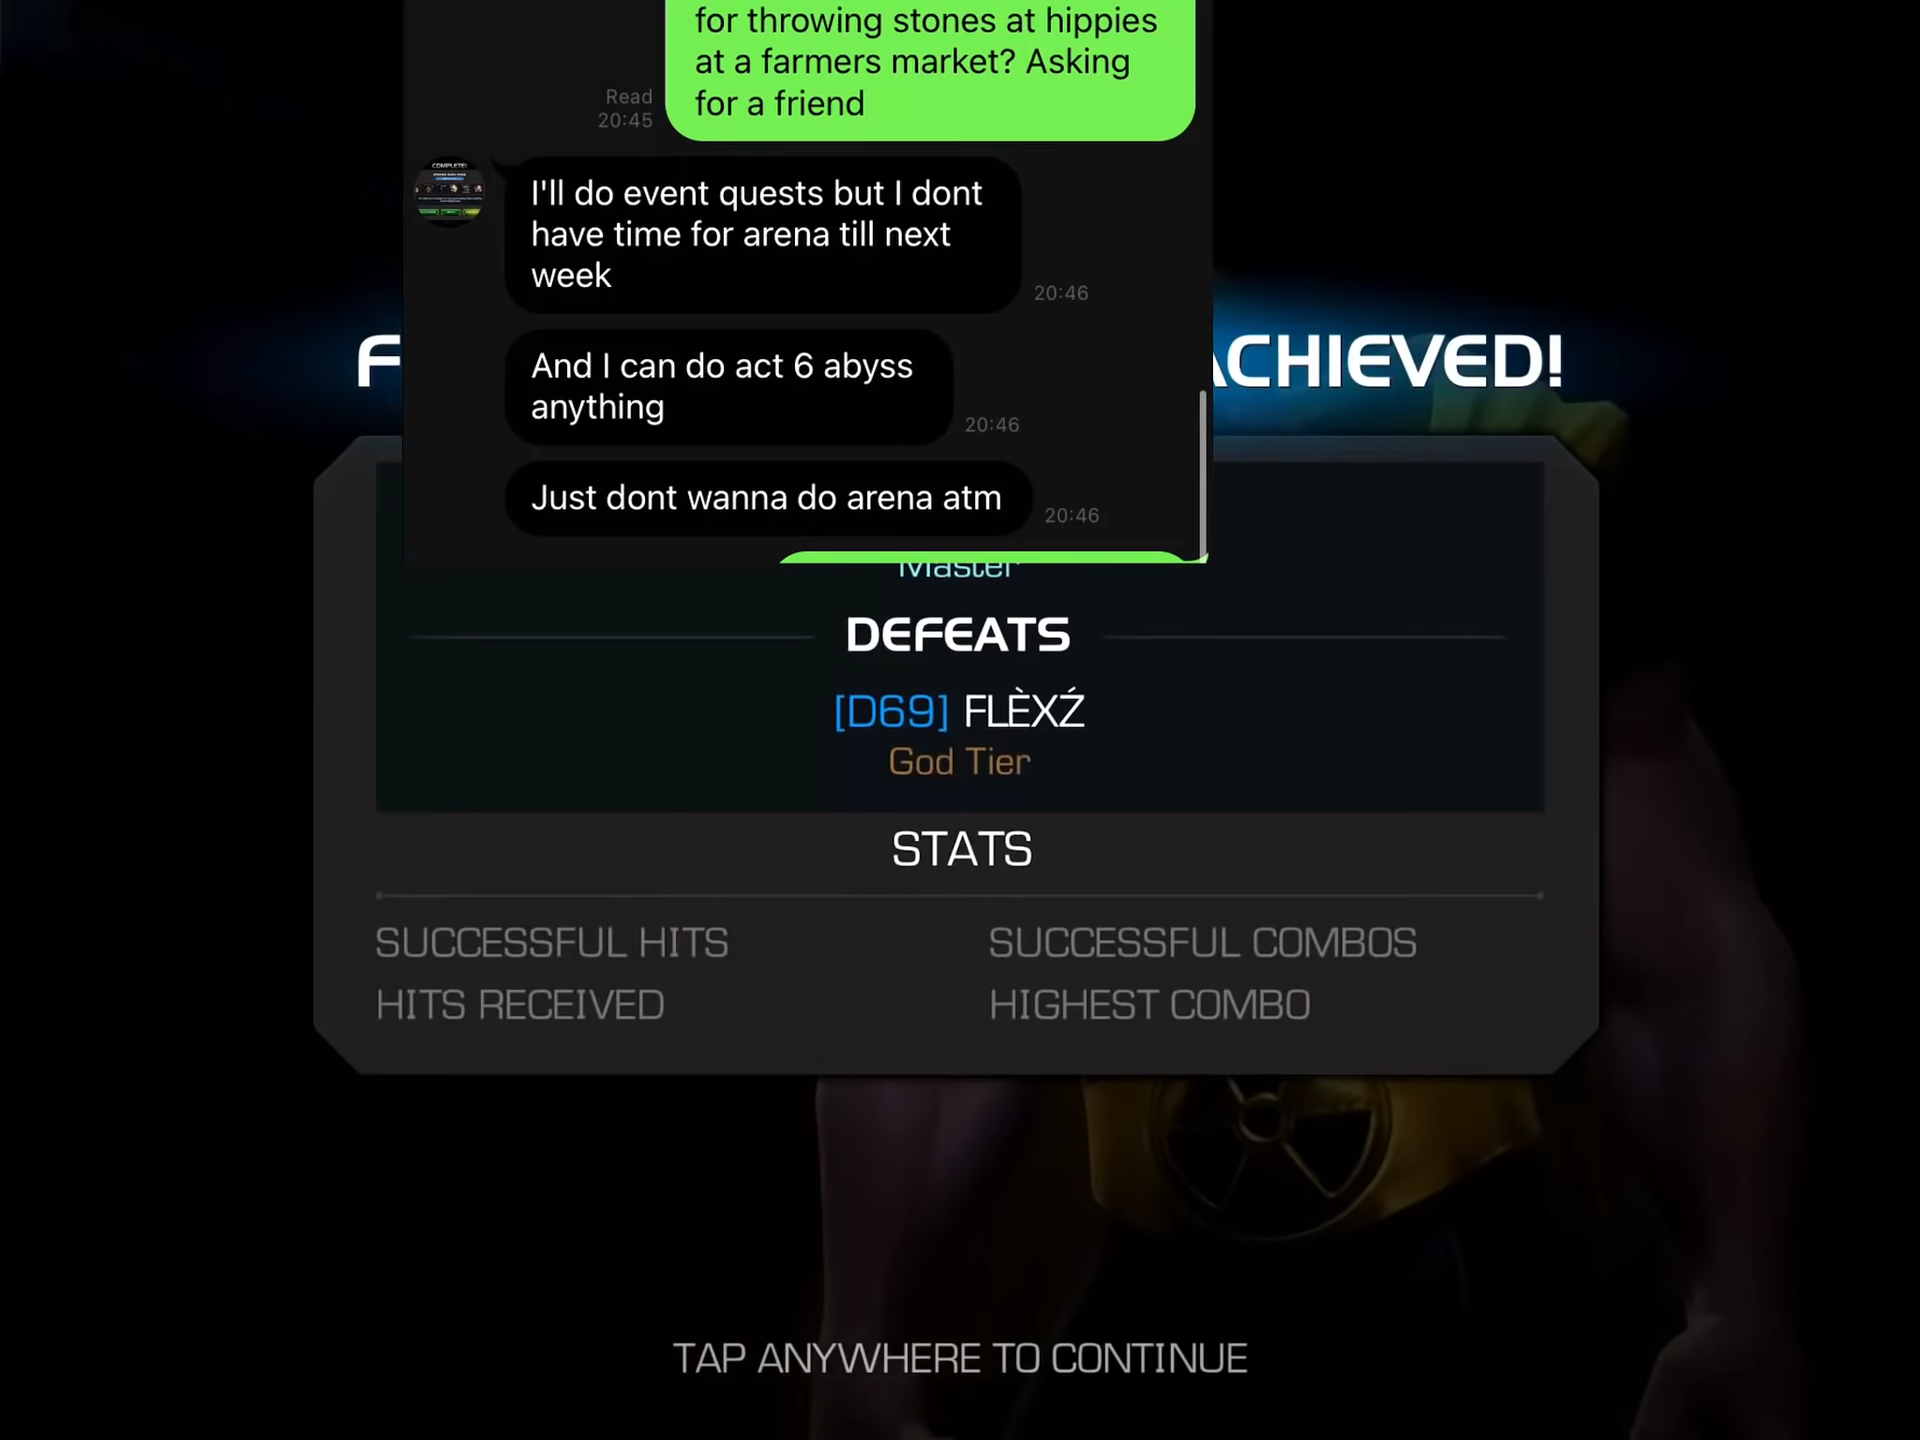 for throwing stones at hippies
at a farmers market? Asking
for a friend
Read
20:45
I'll do event quests but I dont
have time for arena till next
week
20:46
And I can do act 6 abyss
anything
20:46
Just dont wanna do arena atm
20:46
F
CHIEVED!
Master
DEFEATS
[D69] FLÈXŹ
God Tier
STATS
SUCCESSFUL HITS
SUCCESSFUL COMBOS
HITS RECEIVED
HIGHEST COMBO
TAP ANYWHERE TO CONTINUE